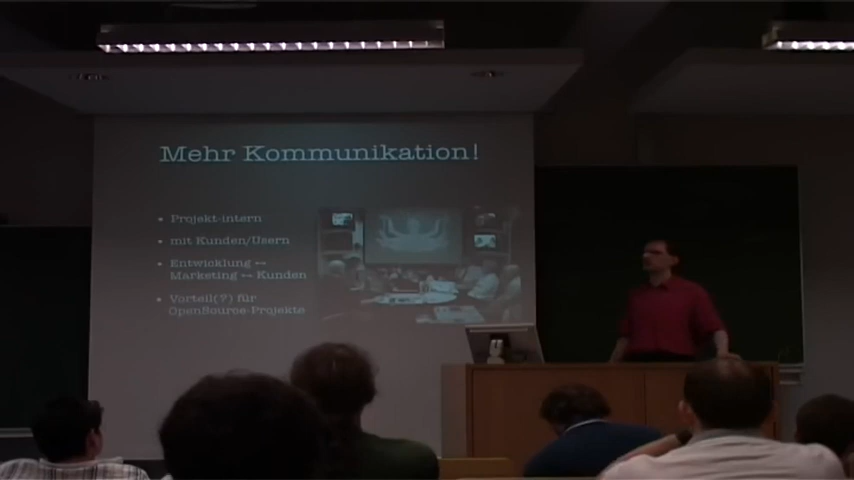 Mehr Kommunikation!
• Projekt-intern
• mit Kunden/Usern
• Entwicklung ↔
Marketing ↔ Kunden
• Vorteil(?) für
OpenSource-Projekte